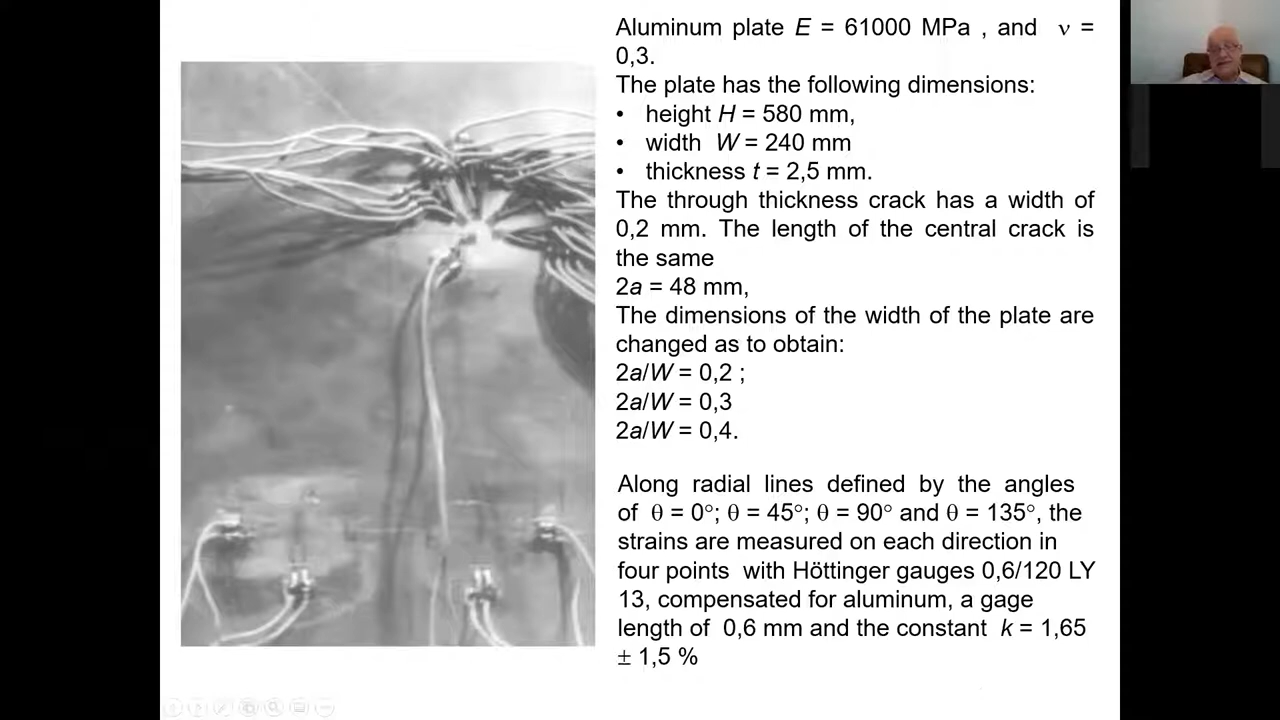 Aluminum plate E = 61000 MPa , and ν =
0,3.
The plate has the following dimensions:
• height H = 580 mm,
• width W = 240 mm
• thickness t = 2,5 mm.
The through thickness crack has a width of
0,2 mm. The length of the central crack is
the same
2a = 48 mm,
The dimensions of the width of the plate are
changed as to obtain:
2a/W = 0,2 ;
2a/W = 0,3
2a/W = 0,4.
Along radial lines defined by the angles
of θ = 0°; θ = 45°; θ = 90° and θ = 135°, the
strains are measured on each direction in
four points with Höttinger gauges 0,6/120 LY
13, compensated for aluminum, a gage
length of 0,6 mm and the constant k = 1,65
± 1,5 %